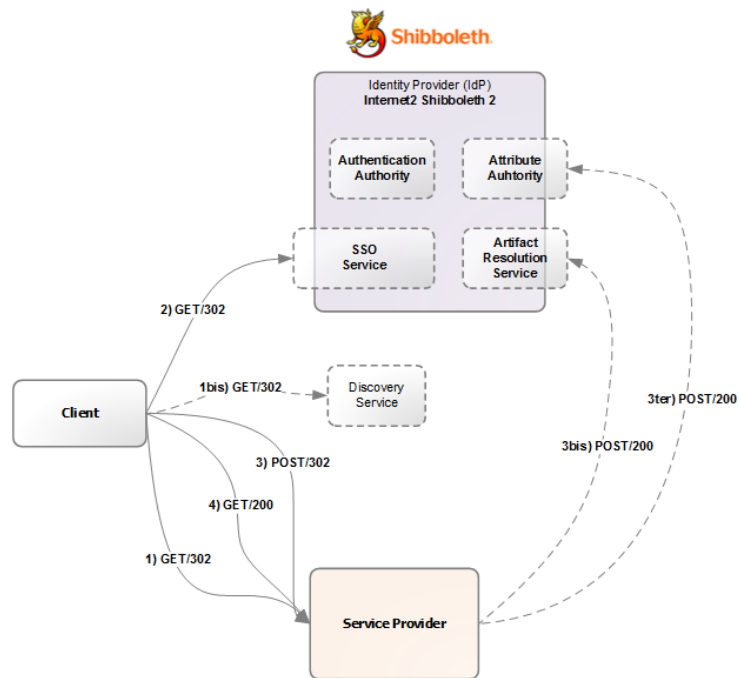 Shibboleth.
Identity Provider (IdP)
Internet2 Shibboleth 2
Authentication
Authority
Attribute
Auhtority
SSO
Service
Artifact
Resolution
Service
2) GET/302
1bis) GET/302
Discovery
Service
Client
3ter) POST/200
3bis) POST/200
3) POST/302
4) GET/200
1) GET/302
Service Provider